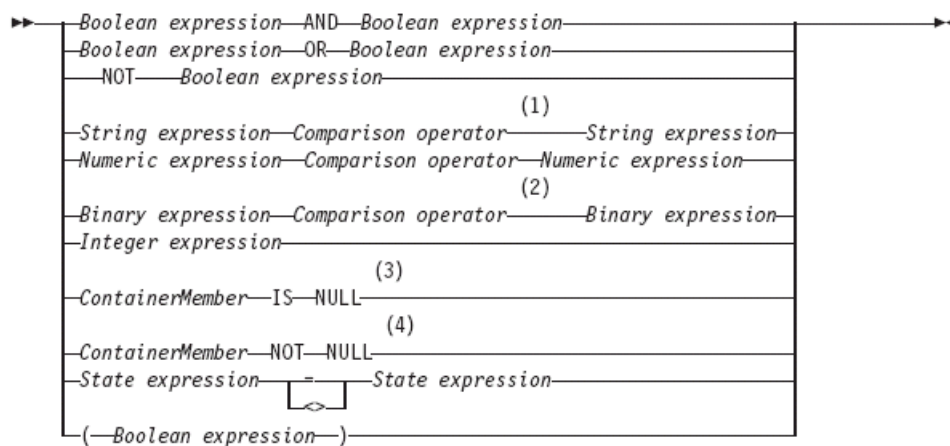 Boolean expression AND Boolean expression
Boolean expression OR Boolean expression
NOT Boolean expression
(1)
String expression Comparison operator String expression
Numeric expression Comparison operator Numeric expression
(2)
Binary expression Comparison operator Binary expression
Integer expression
(3)
ContainerMember IS NULL
(4)
ContainerMember NOT NULL
State expression = State expression
<>
( Boolean expression )